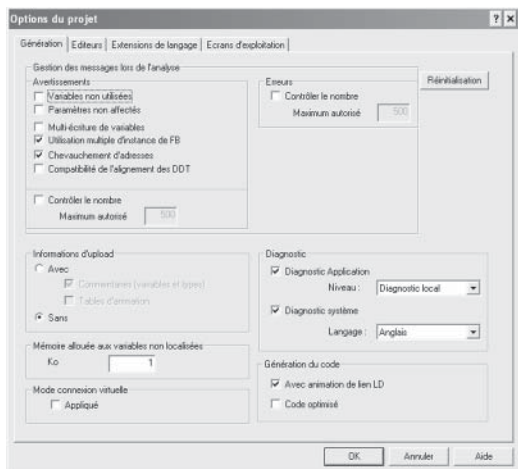 Options du projet
Génération
Editeurs
Extensions de langage
Ecrans d'exploitation
Gestion des messages lors de l'analyse
Avertissements
Variables non utilisées
Paramètres non affectés
Multi-écriture de variables
Utilisation multiple d'instance de FB
Chevauchement d'adresses
Compatibilité de l'alignement des DDT
Contrôler le nombre
Maximum autorisé 500
Erreurs
Contrôler le nombre
Maximum autorisé 500
Réinitialisation
Informations d'upload
Avec
Commentaires (variables et types)
Tables d'animation
Sans
Mémoire allouée aux variables non localisées
Ko 1
Mode connexion virtuelle
Appliqué
Diagnostic
Diagnostic Application
Niveau : Diagnostic local
Diagnostic système
Langage : Anglais
Génération du code
Avec animation de lien LD
Code optimisé
OK
Annuler
Aide